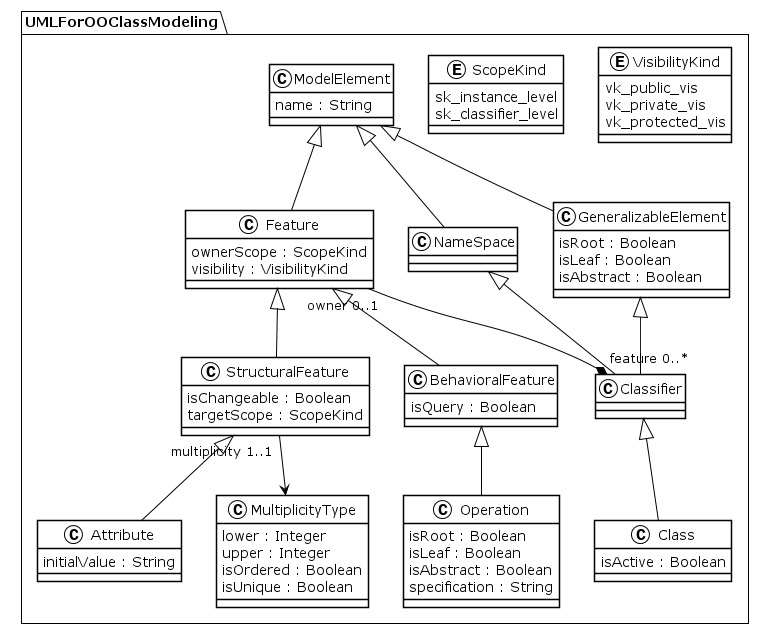 UMLForOOClassModeling
C ModelElement
name : String
E ScopeKind
sk_instance_level
sk_classifier_level
E VisibilityKind
vk_public_vis
vk_private_vis
vk_protected_vis
C Feature
ownerScope : ScopeKind
visibility : VisibilityKind
C NameSpace
C GeneralizableElement
isRoot : Boolean
isLeaf : Boolean
isAbstract : Boolean
owner 0..1
feature 0..*
C StructuralFeature
isChangeable : Boolean
targetScope : ScopeKind
C BehavioralFeature
isQuery : Boolean
C Classifier
multiplicity 1..1
C Attribute
initialValue : String
C MultiplicityType
lower : Integer
upper : Integer
isOrdered : Boolean
isUnique : Boolean
C Operation
isRoot : Boolean
isLeaf : Boolean
isAbstract : Boolean
specification : String
C Class
isActive : Boolean